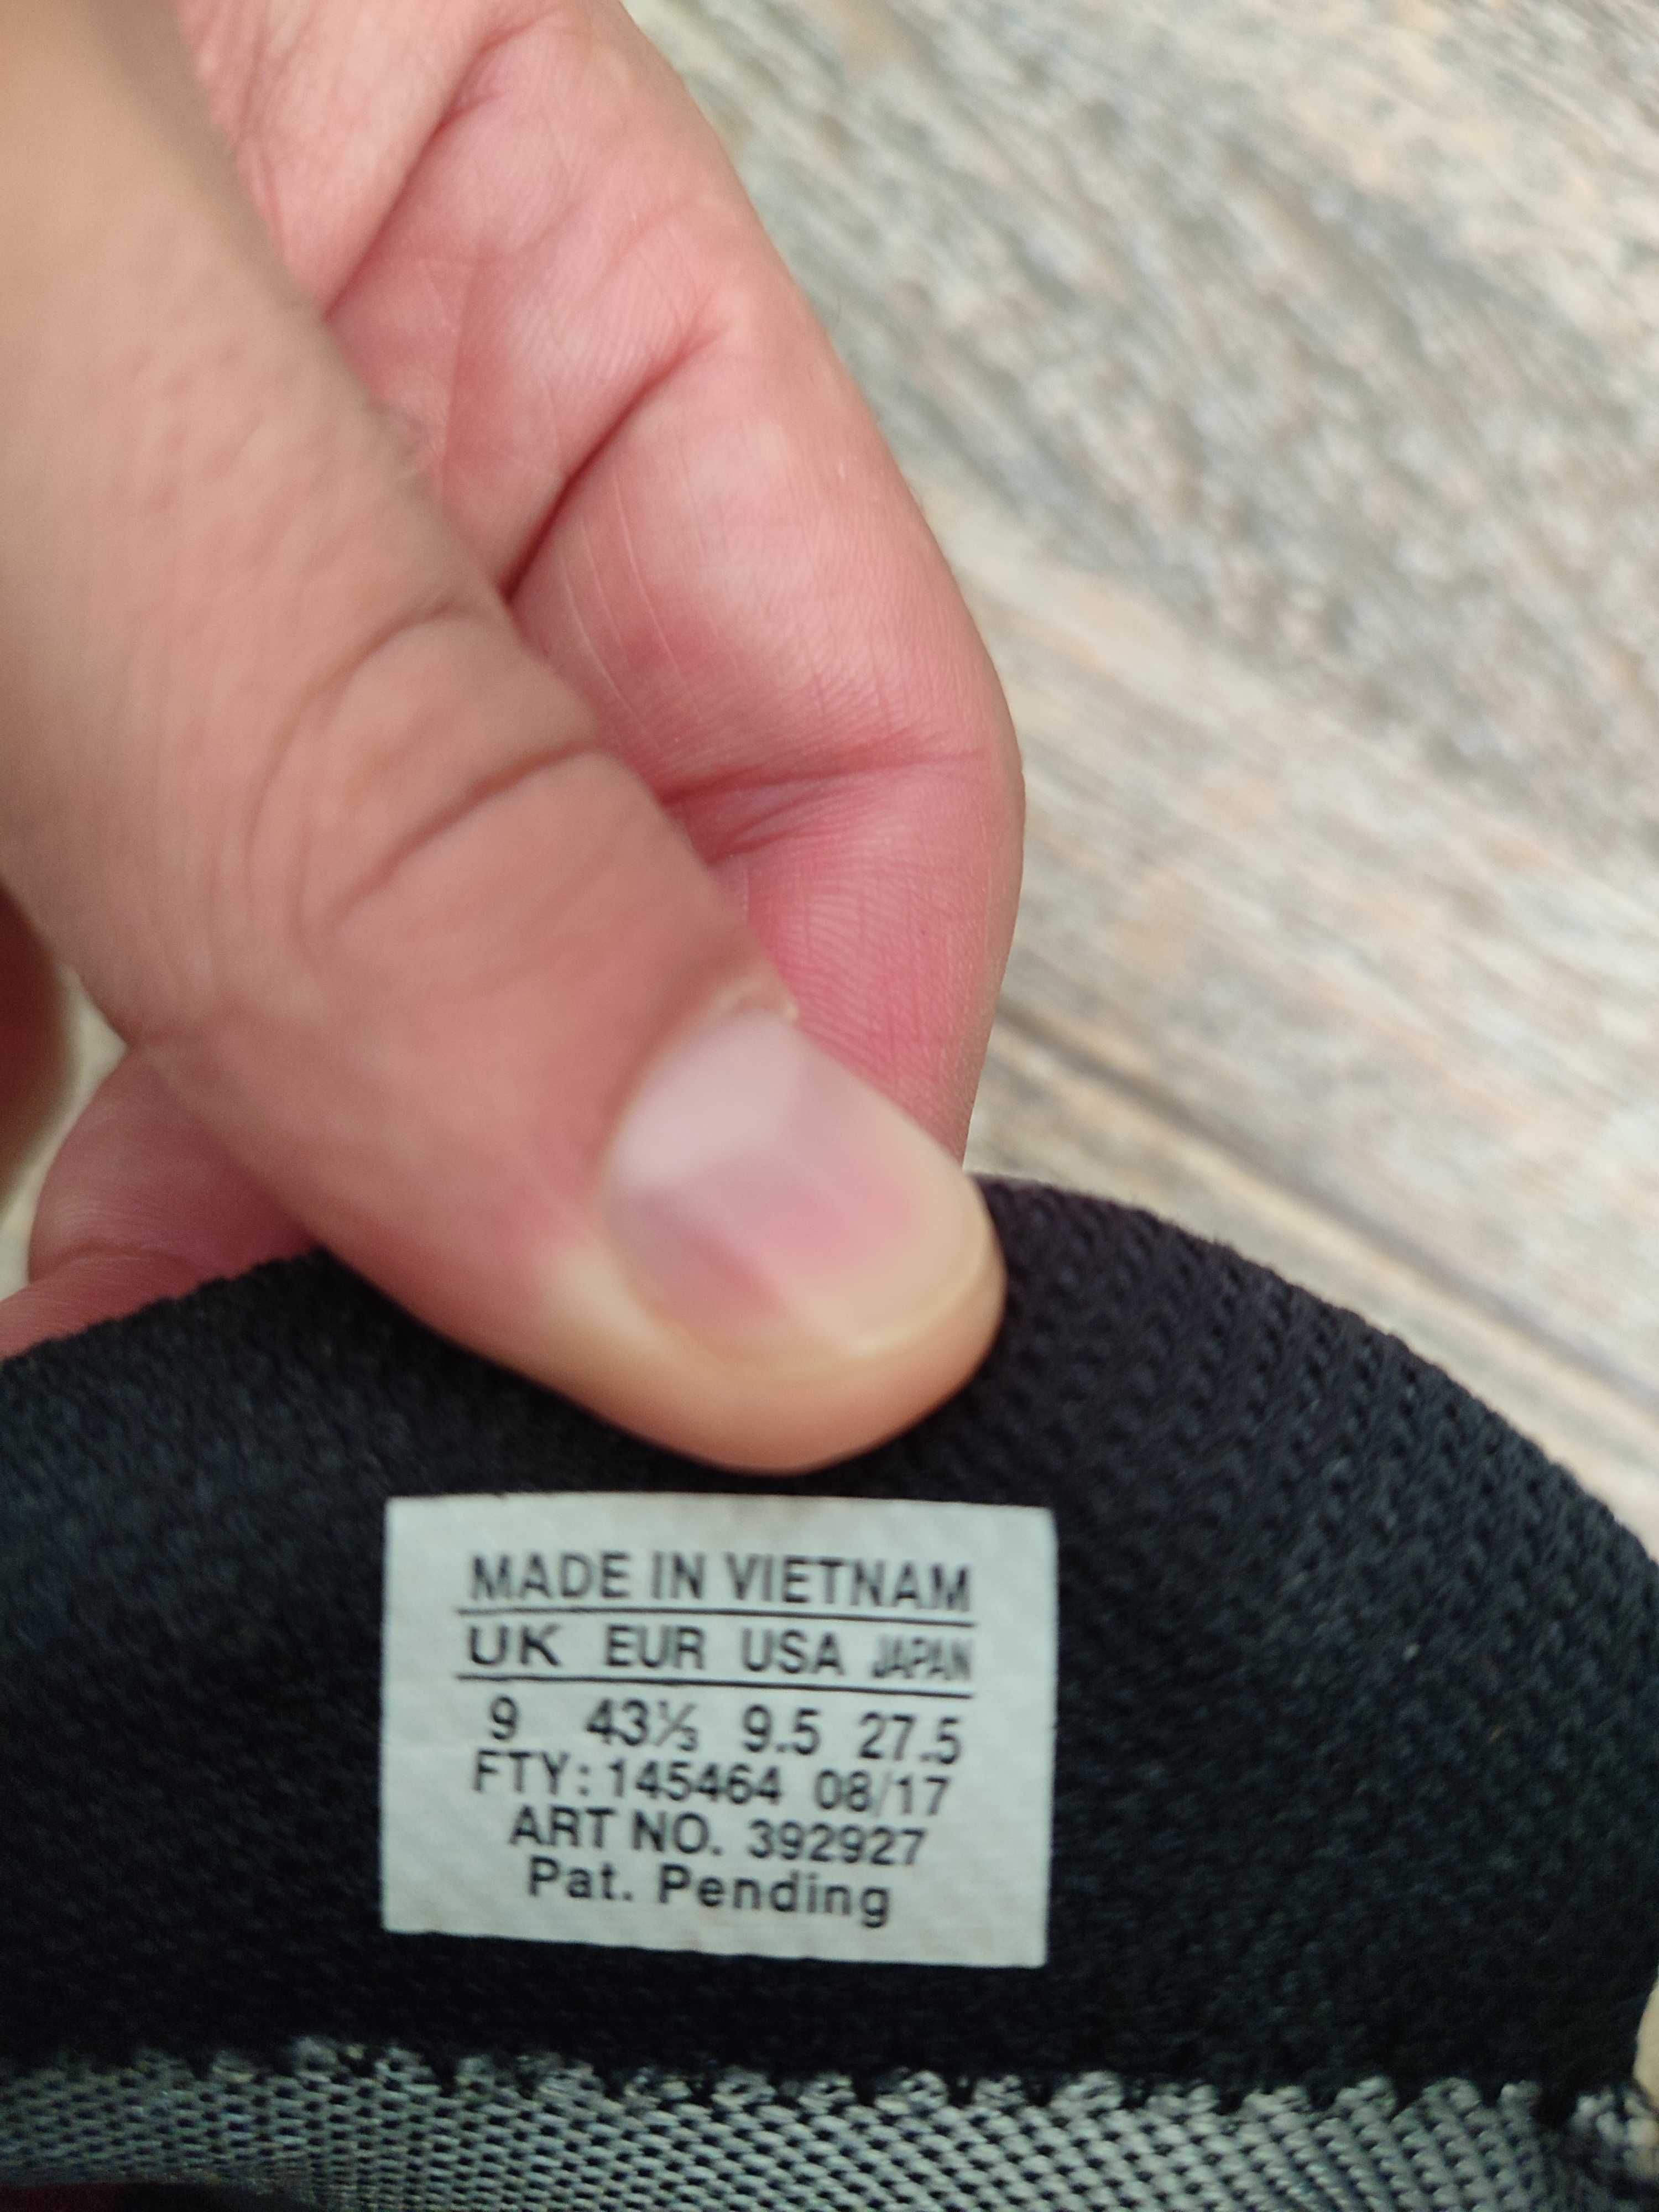 MADE IN VIETNAM
UK EUR USA JAPAN
9 43⅓ 9.5 27.5
FTY: 145464 08/17
ART NO. 392927
Pat. Pending